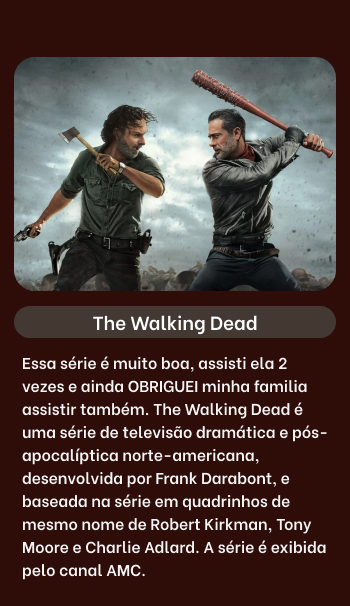 The Walking Dead
Essa série é muito boa, assisti ela 2
vezes e ainda OBRIGUEI minha familia
assistir também. The Walking Dead é
uma série de televisão dramática e pós-
apocalíptica norte-americana,
desenvolvida por Frank Darabont, e
baseada na série em quadrinhos de
mesmo nome de Robert Kirkman, Tony
Moore e Charlie Adlard. A série é exibida
pelo canal AMC.